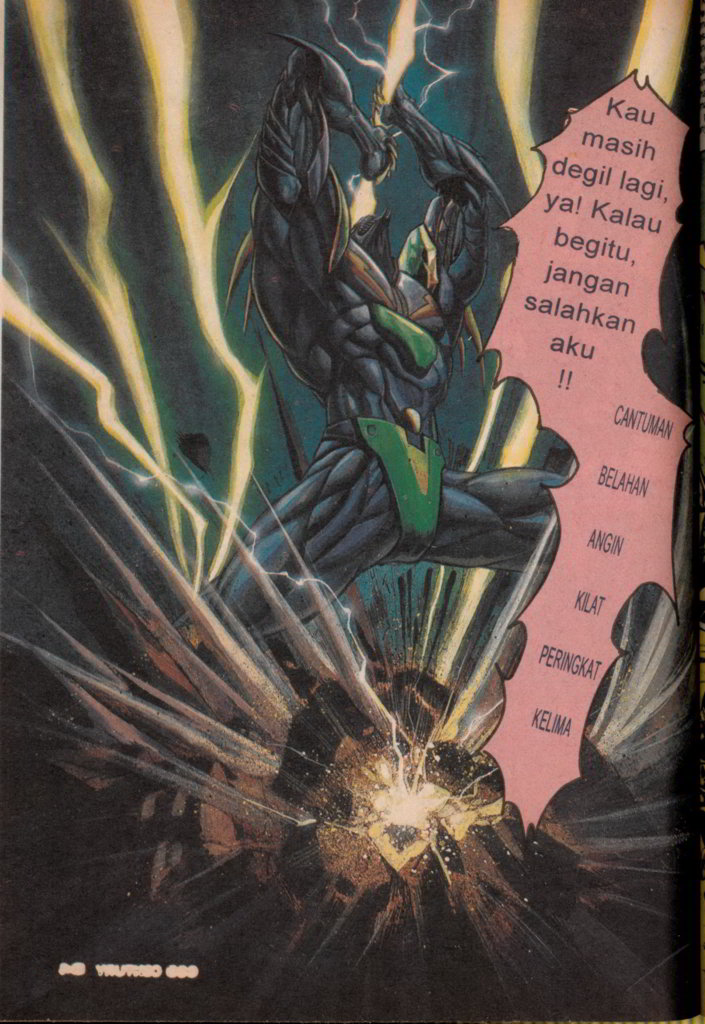 Kau
masih
degil lagi,
ya! Kalau
begitu,
jangan
salahkan
aku
!!
CANTUMAN
BELAHAN
ANGIN
KILAT
PERINGKAT
KELIMA